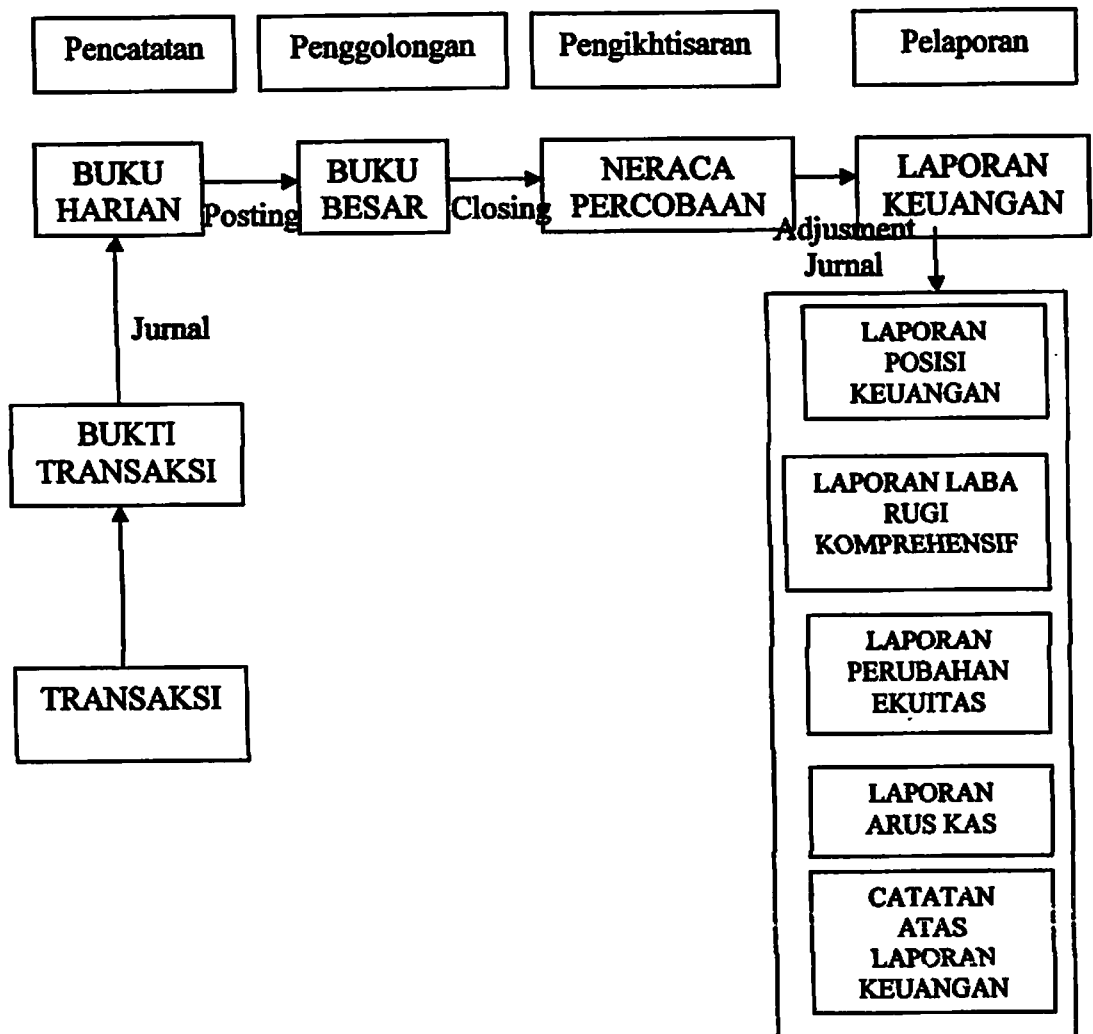 Pencatatan
Penggolongan
Pengikhtisaran
Pelaporan
BUKU
HARIAN
Posting
BUKU
BESAR
Closing
NERACA
PERCOBAAN
Adjusment
Jurnal
LAPORAN
KEUANGAN
Jurnal
BUKTI
TRANSAKSI
TRANSAKSI
LAPORAN
POSISI
KEUANGAN
LAPORAN LABA
RUGI
KOMPREHENSIF
LAPORAN
PERUBAHAN
EKUITAS
LAPORAN
ARUS KAS
CATATAN
ATAS
LAPORAN
KEUANGAN